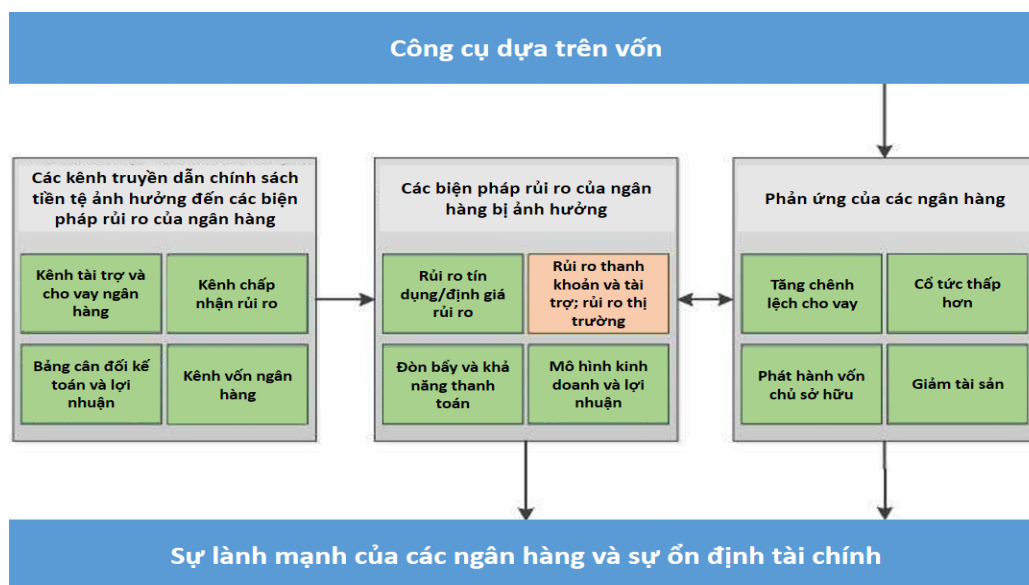 Công cụ dựa trên vốn
Các kênh truyền dẫn chính sách
tiền tệ ảnh hưởng đến các biện
pháp rủi ro của ngân hàng
Kênh tài trợ và
cho vay ngân
hàng
Kênh chấp
nhận rủi ro
Bảng cân đối kế
toán và lợi
nhuận
Kênh vốn ngân
hàng
Các biện pháp rủi ro của ngân
hàng bị ảnh hưởng
Rủi ro tín
dụng/định giá
rủi ro
Rủi ro thanh
khoản và tài
trợ; rủi ro thị
trường
Đòn bẩy và khả
năng thanh
toán
Mô hình kinh
doanh và lợi
nhuận
Phản ứng của các ngân hàng
Tăng chênh
lệch cho vay
Cổ tức thấp
hơn
Phát hành vốn
chủ sở hữu
Giảm tài sản
Sự lành mạnh của các ngân hàng và sự ổn định tài chính